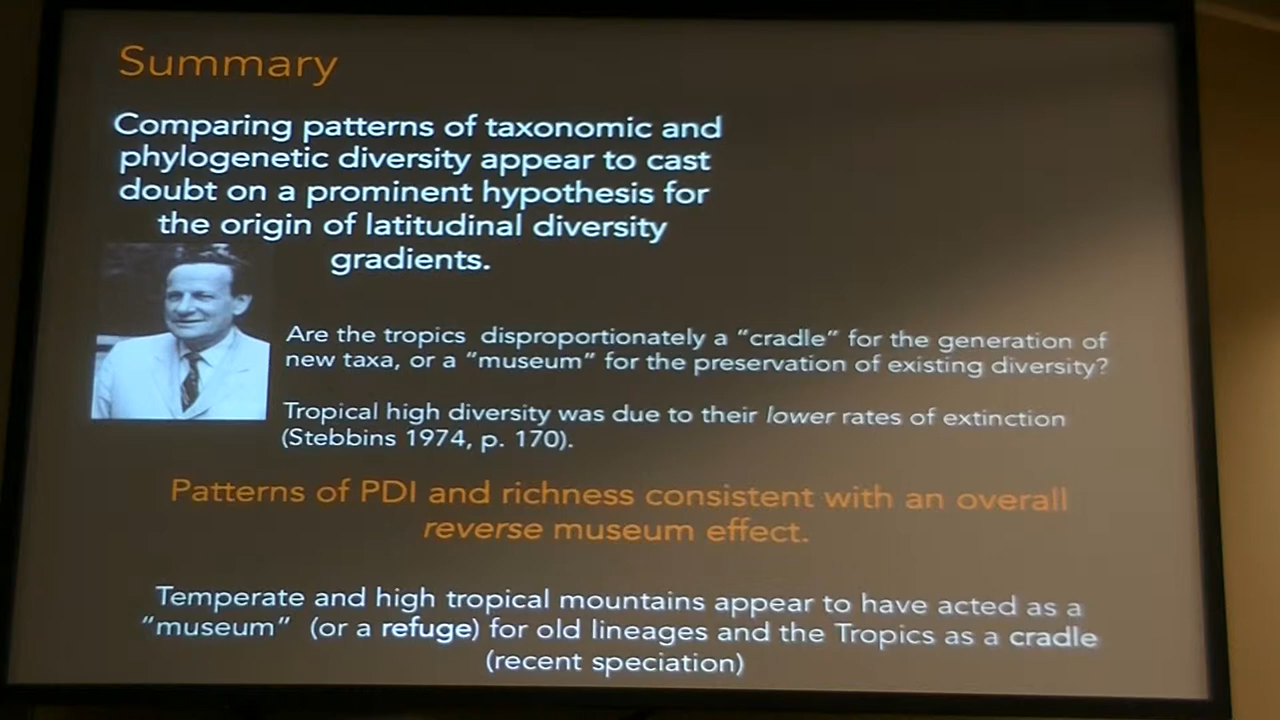 Summary
Comparing patterns of taxonomic and
phylogenetic diversity appear to cast
doubt on a prominent hypothesis for
the origin of latitudinal diversity
gradients.
Are the tropics disproportionately a “cradle” for the generation of
new taxa, or a “museum” for the preservation of existing diversity?
Tropical high diversity was due to their lower rates of extinction
(Stebbins 1974, p. 170).
Patterns of PDI and richness consistent with an overall
reverse museum effect.
Temperate and high tropical mountains appear to have acted as a
“museum” (or a refuge) for old lineages and the Tropics as a cradle
(recent speciation)